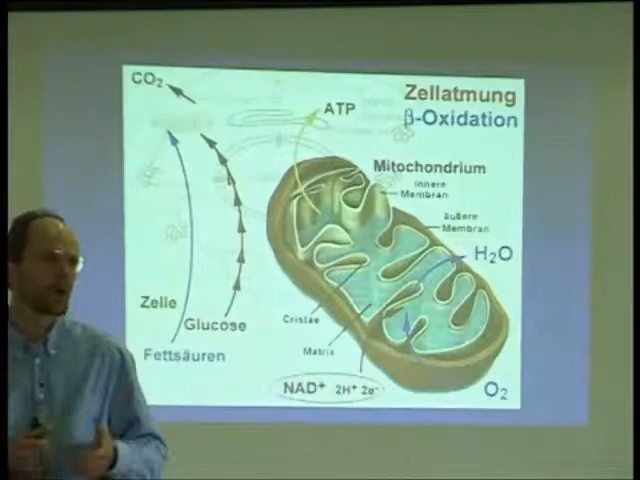 CO₂
ATP
Zellatmung
β-Oxidation
Mitochondrium
innere
Membran
äußere
Membran
H₂O
Zelle
Glucose
Fettsäuren
Cristae
Matrix
NAD⁺ 2H⁺ 2e⁻
O₂